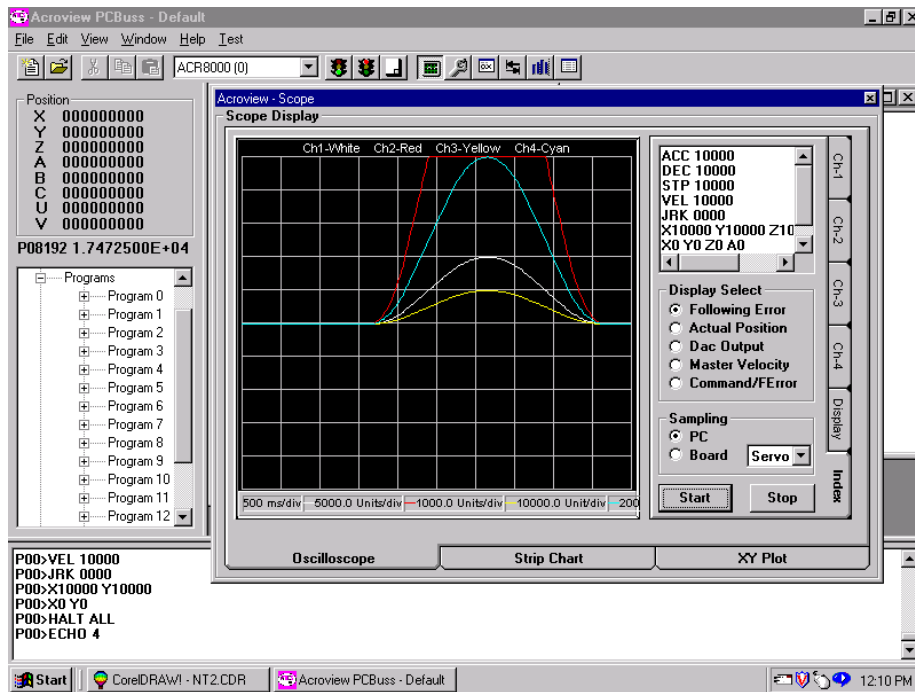 Acroview PCBuss - Default
File Edit View Window Help Test
ACR8000 (0)
Position
X 000000000
Y 000000000
Z 000000000
A 000000000
B 000000000
C 000000000
U 000000000
V 000000000
P08192 1.7472500E+04
Programs
Program 0
Program 1
Program 2
Program 3
Program 4
Program 5
Program 6
Program 7
Program 8
Program 9
Program 10
Program 11
Program 12
Acroview - Scope
Scope Display
Ch1-White Ch2-Red Ch3-Yellow Ch4-Cyan
500 ms/div 5000.0 Units/div 1000.0 Units/div 10000.0 Unit/div 200
ACC 10000
DEC 10000
STP 10000
VEL 10000
JRK 0000
X10000 Y10000 Z10
X0 Y0 Z0 A0
Display Select
Following Error
Actual Position
Dac Output
Master Velocity
Command/FError
Sampling
PC
Board Servo
Start Stop
Ch-1
Ch-2
Ch-3
Ch-4
Display
Index
Oscilloscope Strip Chart XY Plot
P00>VEL 10000
P00>JRK 0000
P00>X10000 Y10000
P00>X0 Y0
P00>HALT ALL
P00>ECHO 4
Start CorelDRAW! - NT2.CDR Acroview PCBuss - Default 12:10 PM